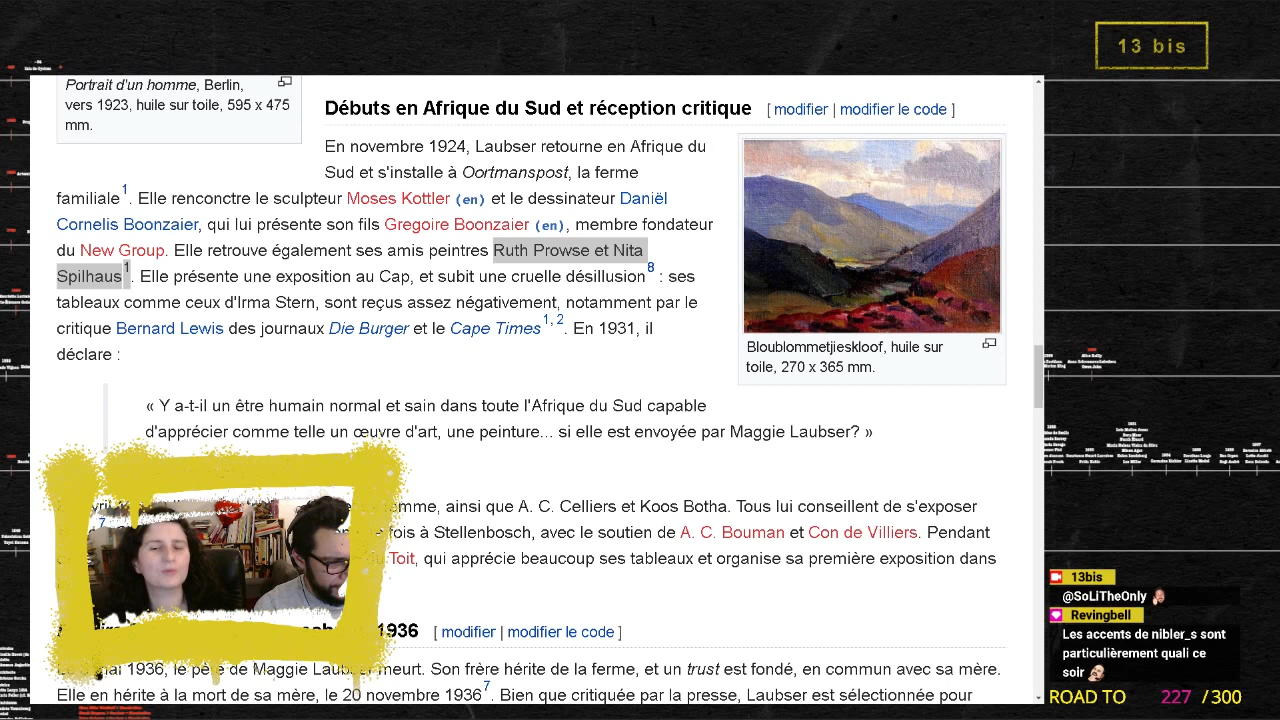 13 bis
Portrait d'un homme, Berlin,
vers 1923, huile sur toile, 595 x 475
mm.
Débuts en Afrique du Sud et réception critique [ modifier | modifier le code ]
En novembre 1924, Laubser retourne en Afrique du
Sud et s'installe à Oortmanspost, la ferme
familiale1. Elle renconctre le sculpteur Moses Kottler (en) et le dessinateur Daniël
Cornelis Boonzaier, qui lui présente son fils Gregoire Boonzaier (en), membre fondateur
du New Group. Elle retrouve également ses amis peintres Ruth Prowse et Nita
Spilhaus1. Elle présente une exposition au Cap, et subit une cruelle désillusion8 : ses
tableaux comme ceux d'Irma Stern, sont reçus assez négativement, notamment par le
critique Bernard Lewis des journaux Die Burger et le Cape Times1, 2. En 1931, il
déclare :
Bloublommetjieskloof, huile sur
toile, 270 x 365 mm.
« Y a-t-il un être humain normal et sain dans toute l'Afrique du Sud capable
d'apprécier comme telle un œuvre d'art, une peinture... si elle est envoyée par Maggie Laubser? »
ainsi que A. C. Celliers et Koos Botha. Tous lui conseillent de s'exposer
fois à Stellenbosch, avec le soutien de A. C. Bouman et Con de Villiers. Pendant
7
Toit, qui apprécie beaucoup ses tableaux et organise sa première exposition dans
1936 [ modifier | modifier le code ]
mai 1936, le père de Maggie Laubser meurt. Son frère hérite de la ferme, et un trust est fondé, en commun avec sa mère.
Elle en hérite à la mort de sa mère, le 20 novembre 19367. Bien que critiquée par la presse, Laubser est sélectionnée pour
13bis
@SoLiTheOnly
Revingbell
Les accents de nibler_s sont
particulièrement quali ce
soir
ROAD TO 227 / 300